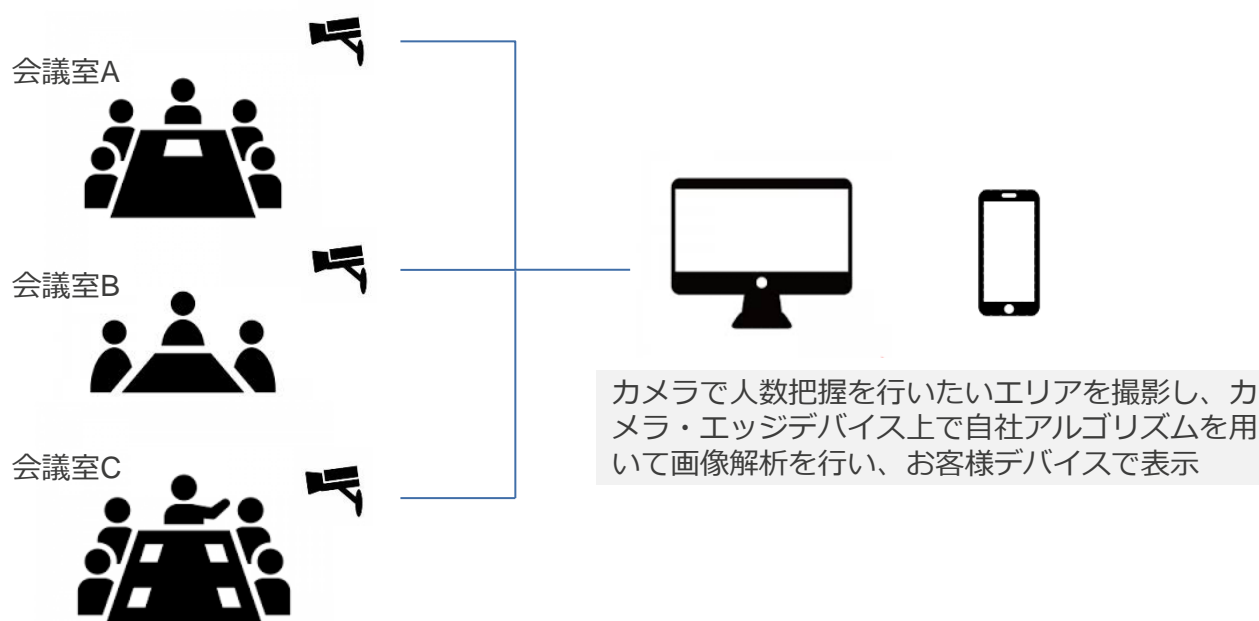 会議室A
会議室B
会議室C
カメラで人数把握を行いたいエリアを撮影し、カ
メラ・エッジデバイス上で自社アルゴリズムを用
いて画像解析を行い、お客様デバイスで表示